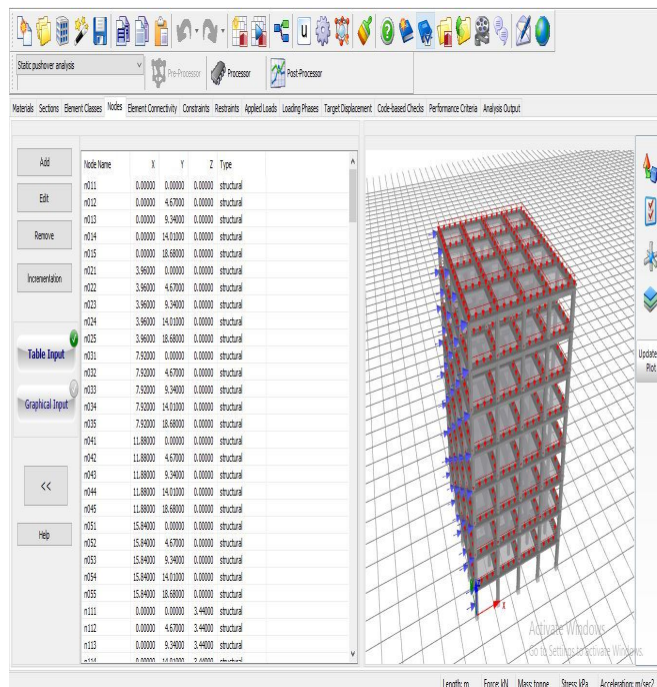 u
Static pushover analysis
Pre-Processor Processor Post-Processor
Materials Sections Element Classes Nodes Element Connectivity Constraints Restraints Applied Loads Loading Phases Target Displacement Code-based Checks Performance Criteria Analysis Output
Add
Edit
Remove
Incrementation
Table Input
Graphical Input
<<
Help
Node Name X Y Z Type
n011 0.00000 0.00000 0.00000 structural
n012 0.00000 4.67000 0.00000 structural
n013 0.00000 9.34000 0.00000 structural
n014 0.00000 14.01000 0.00000 structural
n015 0.00000 18.68000 0.00000 structural
n021 3.96000 0.00000 0.00000 structural
n022 3.96000 4.67000 0.00000 structural
n023 3.96000 9.34000 0.00000 structural
n024 3.96000 14.01000 0.00000 structural
n025 3.96000 18.68000 0.00000 structural
n031 7.92000 0.00000 0.00000 structural
n032 7.92000 4.67000 0.00000 structural
n033 7.92000 9.34000 0.00000 structural
n034 7.92000 14.01000 0.00000 structural
n035 7.92000 18.68000 0.00000 structural
n041 11.88000 0.00000 0.00000 structural
n042 11.88000 4.67000 0.00000 structural
n043 11.88000 9.34000 0.00000 structural
n044 11.88000 14.01000 0.00000 structural
n045 11.88000 18.68000 0.00000 structural
n051 15.84000 0.00000 0.00000 structural
n052 15.84000 4.67000 0.00000 structural
n053 15.84000 9.34000 0.00000 structural
n054 15.84000 14.01000 0.00000 structural
n055 15.84000 18.68000 0.00000 structural
n111 0.00000 0.00000 3.44000 structural
n112 0.00000 4.67000 3.44000 structural
n113 0.00000 9.34000 3.44000 structural
n114 0.00000 14.01000 3.44000 structural
x
Update Plot
Activate Windows
Go to Settings to activate Windows.
Length: m Force: kN Mass: tonne Stress: kPa Acceleration: m/sec2